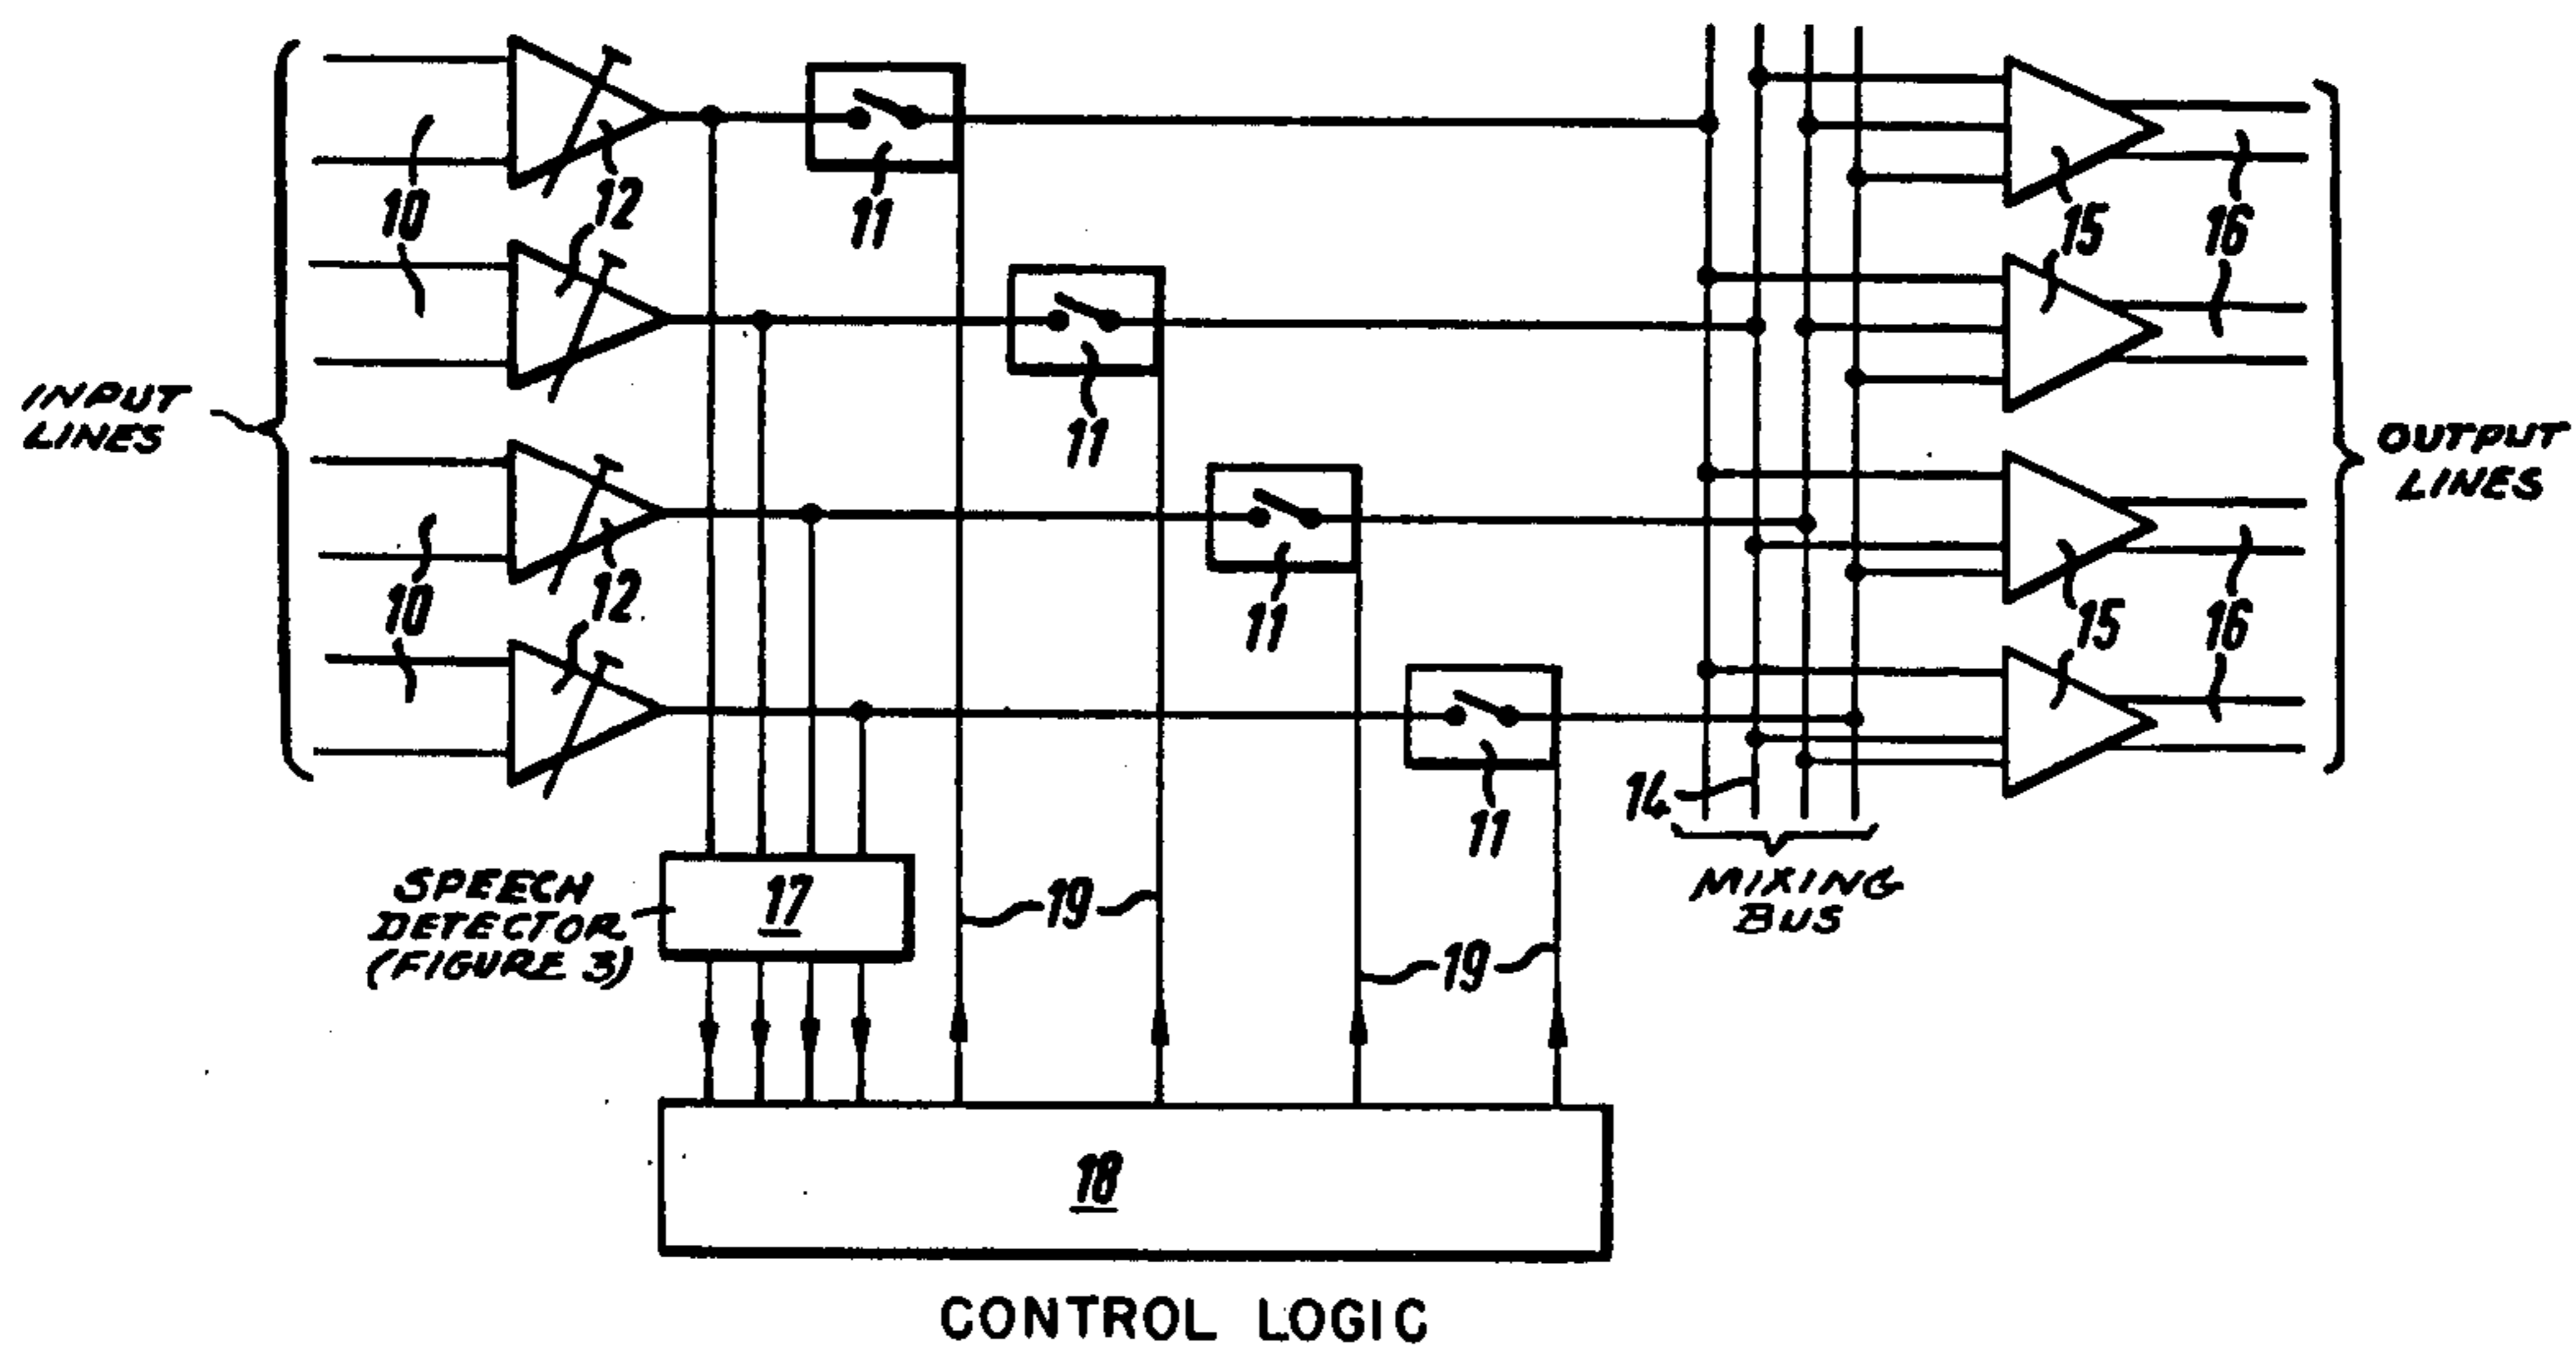 10
12
11
15
16
11
INPUT
LINES
OUTPUT
LINES
10
12
11
15
16
14
11
MIXING
BUS
SPEECH
DETECTOR
(FIGURE 3)
17
19
19
18
CONTROL LOGIC